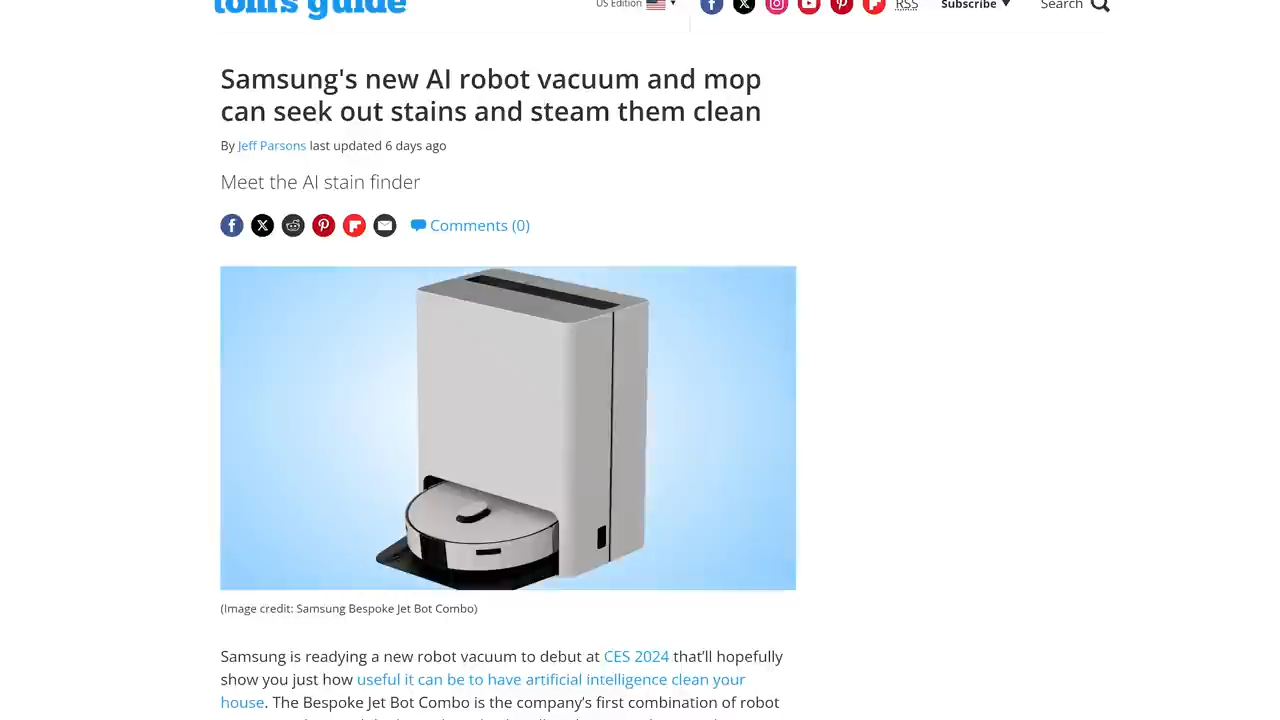 tom's guide
US Edition
RSS
Subscribe
Search
Samsung's new AI robot vacuum and mop
can seek out stains and steam them clean
By Jeff Parsons last updated 6 days ago
Meet the AI stain finder
Comments (0)
(Image credit: Samsung Bespoke Jet Bot Combo)
Samsung is readying a new robot vacuum to debut at CES 2024 that’ll hopefully
show you just how useful it can be to have artificial intelligence clean your
house. The Bespoke Jet Bot Combo is the company’s first combination of robot